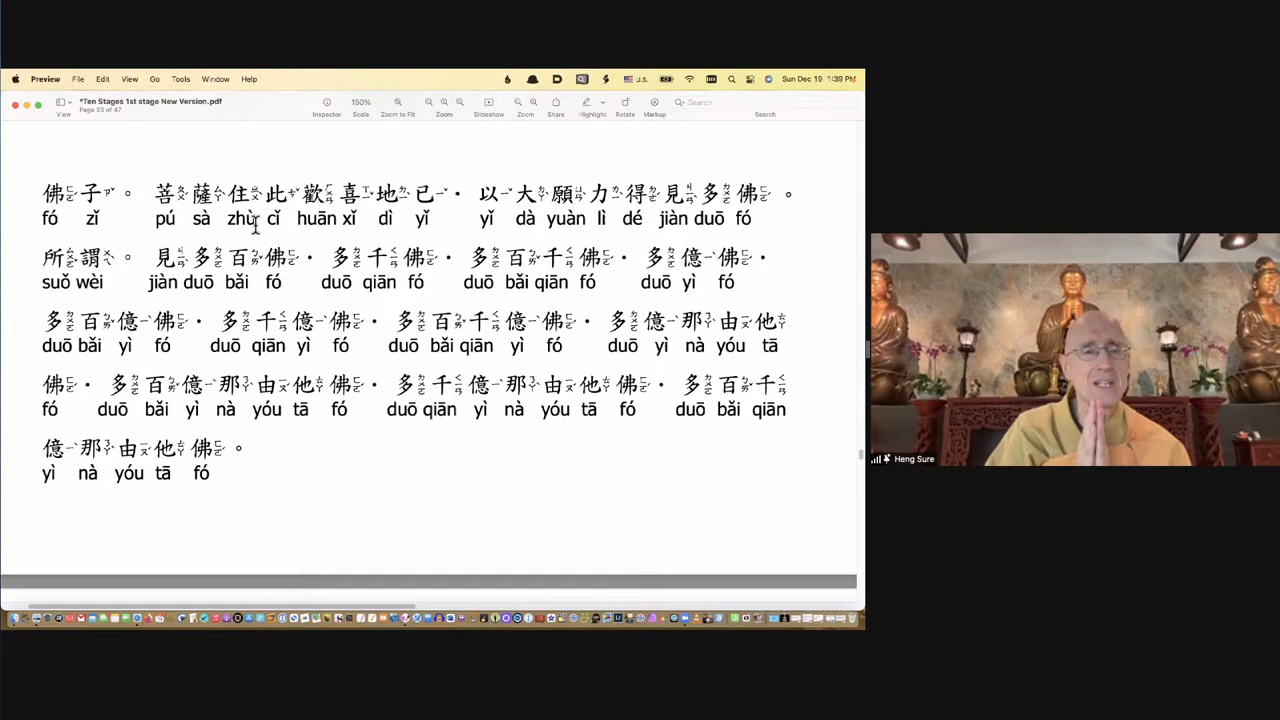 Preview File Edit View Go Tools Window Help U.S. Sun Dec 19 1:39 PM
*Ten Stages 1st stage New Version.pdf
Page 33 of 47
150% Search
View Inspector Scale Zoom to Fit Zoom Slideshow Zoom Share Highlight Rotate Markup Search
佛子。 菩薩住此歡喜地已· 以大願力得見多佛。
fó zǐ pú sà zhù cǐ huān xǐ dì yǐ yǐ dà yuàn lì dé jiàn duō fó
所謂。 見多百佛· 多千佛· 多百千佛· 多億佛·
suǒ wèi jiàn duō bǎi fó duō qiān fó duō bǎi qiān fó duō yì fó
多百億佛· 多千億佛· 多百千億佛· 多億那由他
duō bǎi yì fó duō qiān yì fó duō bǎi qiān yì fó duō yì nà yóu tā
佛· 多百億那由他佛· 多千億那由他佛· 多百千
fó duō bǎi yì nà yóu tā fó duō qiān yì nà yóu tā fó duō bǎi qiān
億那由他佛。
yì nà yóu tā fó
Heng Sure